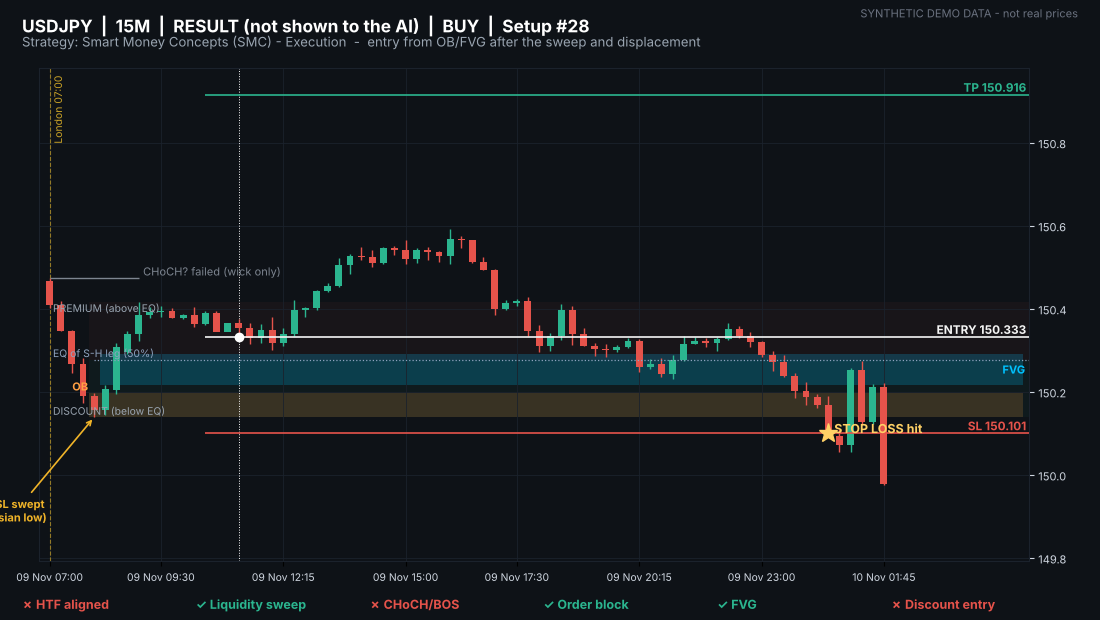 USDJPY | 15M | RESULT (not shown to the AI) | BUY | Setup #28
SYNTHETIC DEMO DATA - not real prices
Strategy: Smart Money Concepts (SMC) - Execution - entry from OB/FVG after the sweep and displacement
London 07:00
TP 150.916
150.8
150.6
CHoCH? failed (wick only)
PREMIUM (above EQ)
150.4
ENTRY 150.333
EQ of S-H leg (50%)
FVG
OB
150.2
DISCOUNT (below EQ)
STOP LOSS hit
SL 150.101
150.0
SL swept
sian low)
149.8
09 Nov 07:00
09 Nov 09:30
09 Nov 12:15
09 Nov 15:00
09 Nov 17:30
09 Nov 20:15
09 Nov 23:00
10 Nov 01:45
× HTF aligned
✓ Liquidity sweep
× CHoCH/BOS
✓ Order block
✓ FVG
× Discount entry